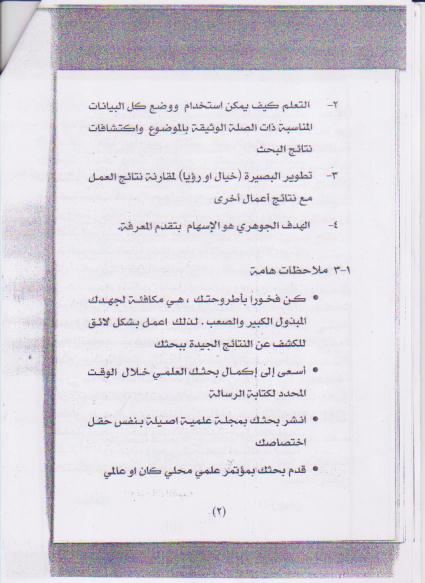 ٢- التعلم كيف يمكن استخدام ووضع كل البيانات
المناسبة ذات الصلة الوثيقة بالموضوع واكتشافات
نتائج البحث
٣- تطوير البصيرة (خيال او رؤيا) لمقارنة نتائج العمل
مع نتائج أعمال أخرى
٤- الهدف الجوهري هو الإسهام بتقدم المعرفة.
٣-١ ملاحظات هامة
• كن فخورا بأطروحتك ، هي مكافئة لجهدك
المبذول الكبير والصعب . لذلك اعمل بشكل لائق
للكشف عن النتائج الجيدة ببحثك
• أسعى إلى إكمال بحثك العلمي خلال الوقت
المحدد لكتابة الرسالة
• انشر بحثك بمجلة علمية اصيلة بنفس حقل
اختصاصك
• قدم بحثك بمؤتمر علمي محلي كان او عالمي
(٢)